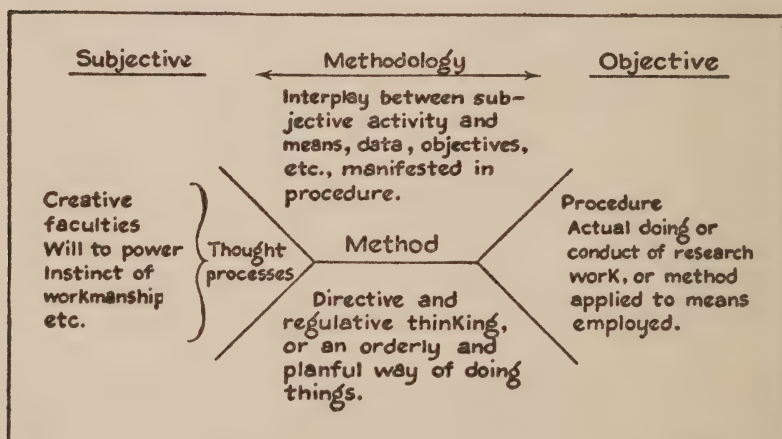 Subjective
Methodology
Objective
Interplay between sub-
jective activity and
means, data, objectives,
etc., manifested in
procedure.
Creative
faculties
Will to power
Instinct of
workmanship
etc.
Thought
processes
Method
Directive and
regulative thinking,
or an orderly and
planful way of doing
things.
Procedure
Actual doing or
conduct of research
work, or method
applied to means
employed.